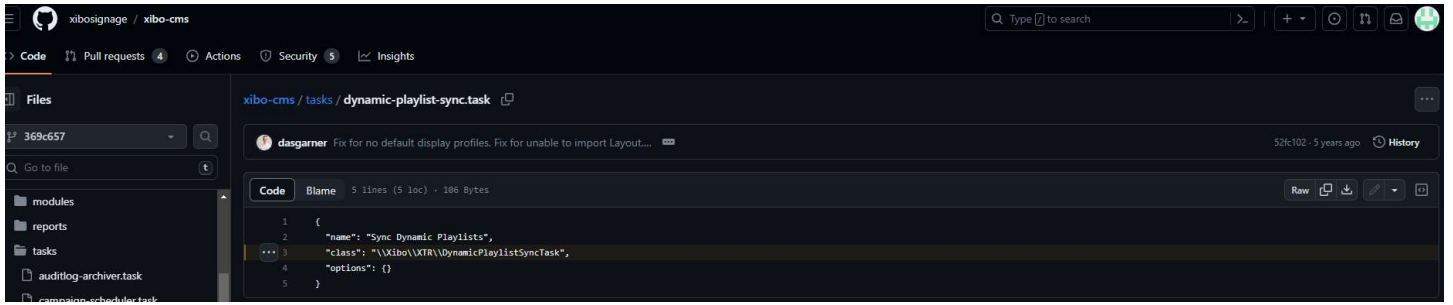 xibosignage / xibo-cms
Type / to search
Code
Pull requests 4
Actions
Security 5
Insights
Files
369c657
Go to file
t
modules
reports
tasks
auditlog-archiver.task
campaign-scheduler.task
xibo-cms / tasks / dynamic-playlist-sync.task
dasgarner Fix for no default display profiles. Fix for unable to import Layout....
52fc102 · 5 years ago
History
Code
Blame
5 lines (5 loc) · 106 Bytes
Raw
1 {
2 "name": "Sync Dynamic Playlists",
3 "class": "\\Xibo\\XTR\\DynamicPlaylistSyncTask",
4 "options": {}
5 }